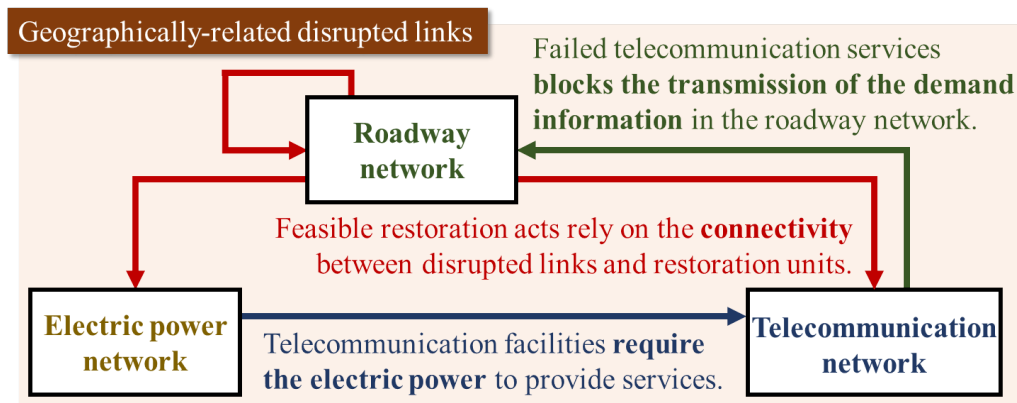 Geographically-related disrupted links
Failed telecommunication services
blocks the transmission of the demand
information in the roadway network.
Roadway
network
Feasible restoration acts rely on the connectivity
between disrupted links and restoration units.
Electric power
network
Telecommunication facilities require
the electric power to provide services.
Telecommunication
network